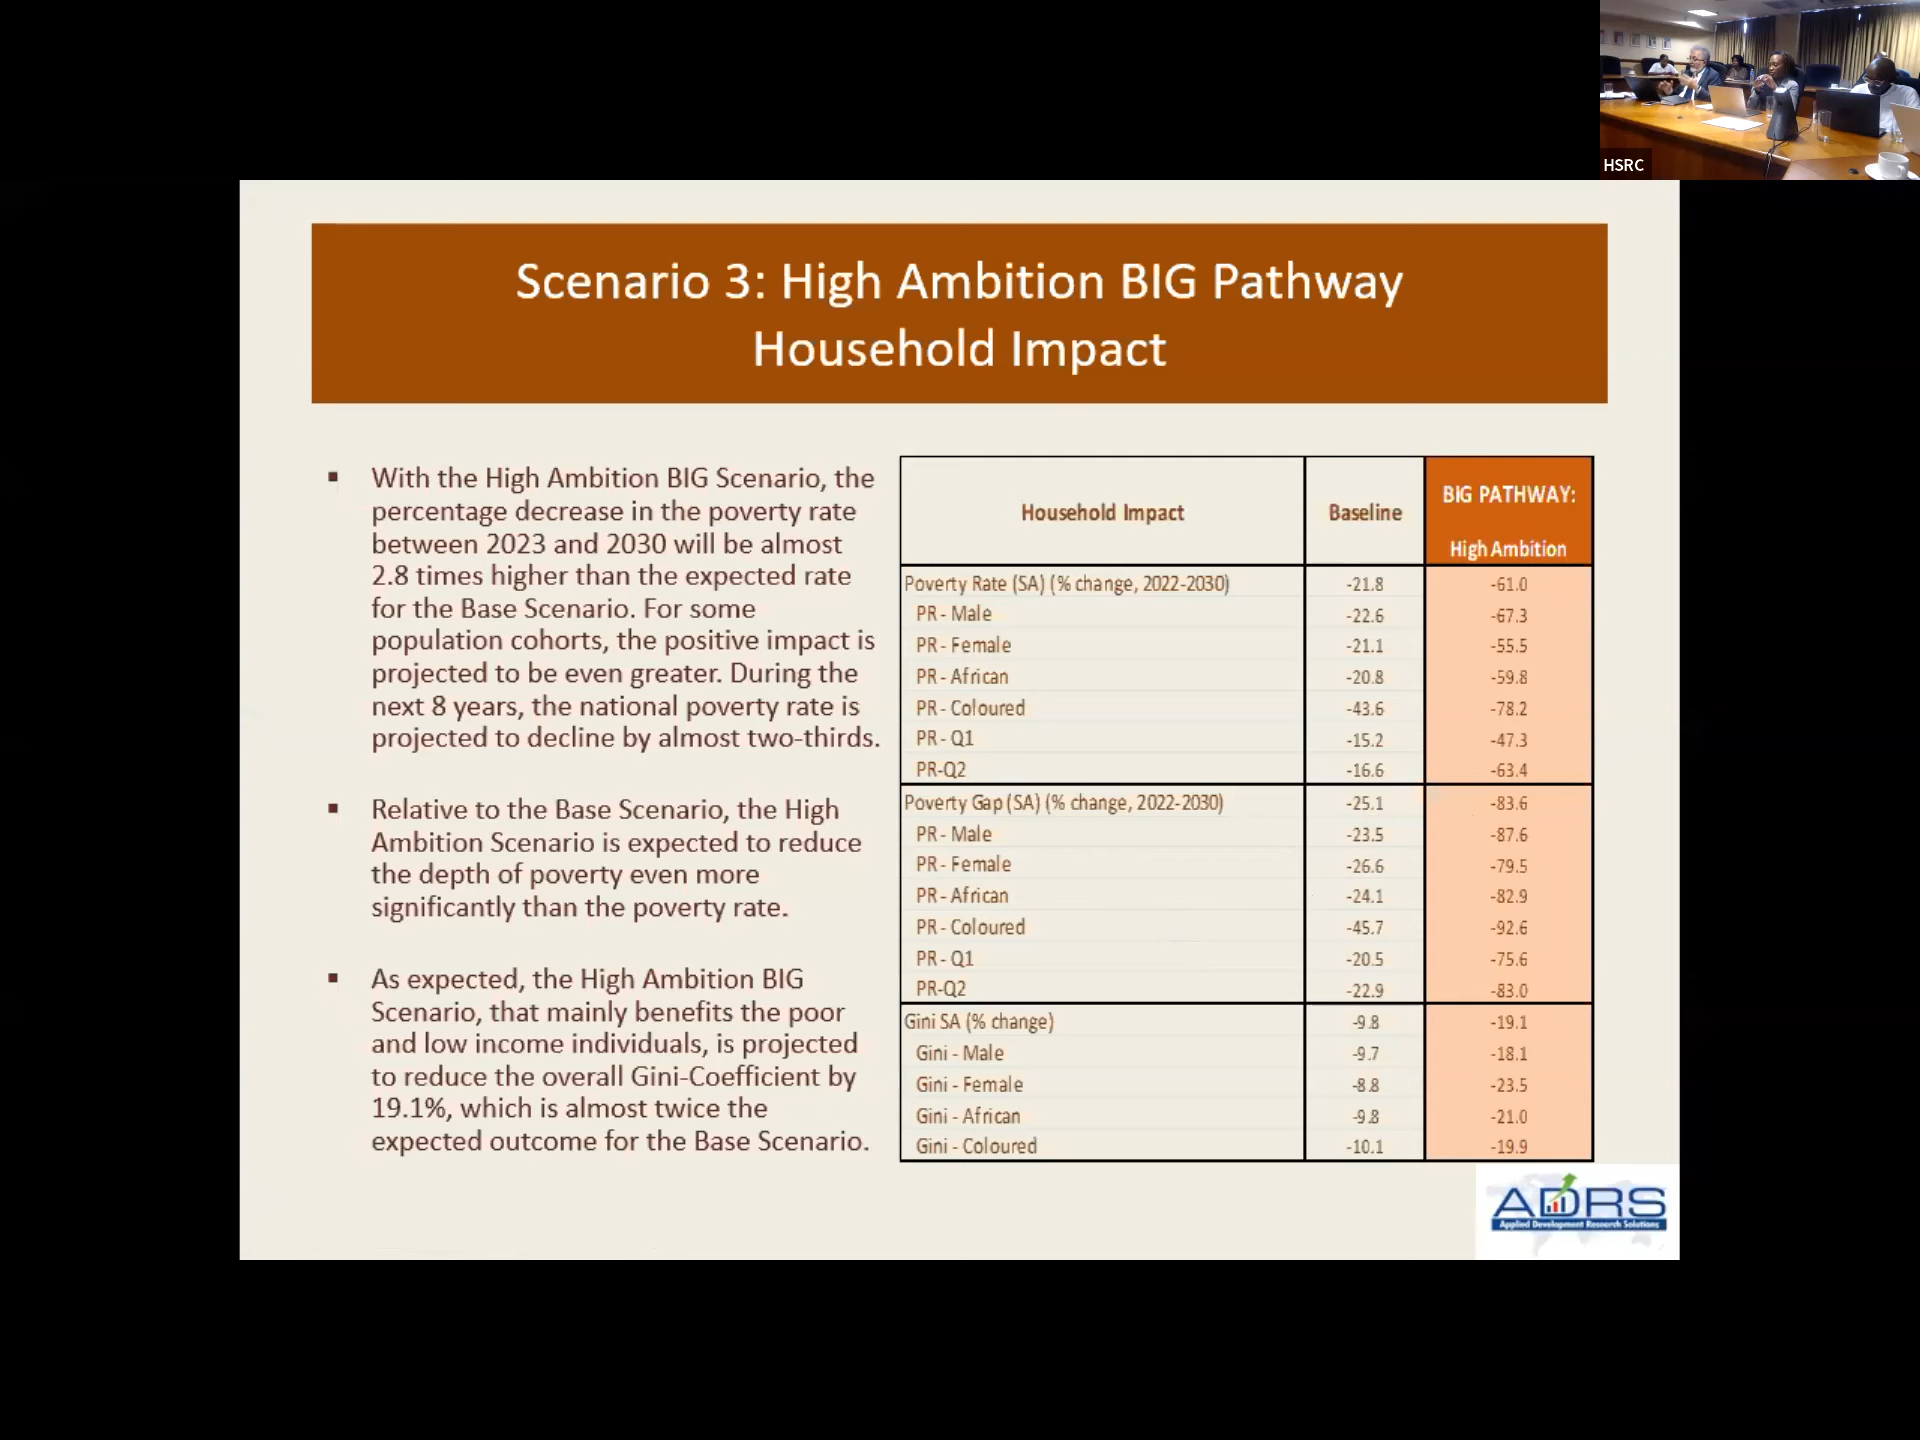 HSRC
Scenario 3: High Ambition BIG Pathway
Household Impact
▪ With the High Ambition BIG Scenario, the
percentage decrease in the poverty rate
between 2023 and 2030 will be almost
2.8 times higher than the expected rate
for the Base Scenario. For some
population cohorts, the positive impact is
projected to be even greater. During the
next 8 years, the national poverty rate is
projected to decline by almost two-thirds.
▪ Relative to the Base Scenario, the High
Ambition Scenario is expected to reduce
the depth of poverty even more
significantly than the poverty rate.
▪ As expected, the High Ambition BIG
Scenario, that mainly benefits the poor
and low income individuals, is projected
to reduce the overall Gini-Coefficient by
19.1%, which is almost twice the
expected outcome for the Base Scenario.
Household Impact Baseline BIG PATHWAY:
High Ambition
Poverty Rate (SA) (% change, 2022-2030) -21.8 -61.0
PR - Male -22.6 -67.3
PR - Female -21.1 -55.5
PR - African -20.8 -59.8
PR - Coloured -43.6 -78.2
PR - Q1 -15.2 -47.3
PR-Q2 -16.6 -63.4
Poverty Gap (SA) (% change, 2022-2030) -25.1 -83.6
PR - Male -23.5 -87.6
PR - Female -26.6 -79.5
PR - African -24.1 -82.9
PR - Coloured -45.7 -92.6
PR - Q1 -20.5 -75.6
PR-Q2 -22.9 -83.0
Gini SA (% change) -9.8 -19.1
Gini - Male -9.7 -18.1
Gini - Female -8.8 -23.5
Gini - African -9.8 -21.0
Gini - Coloured -10.1 -19.9
ADRS
Applied Development Research Solutions